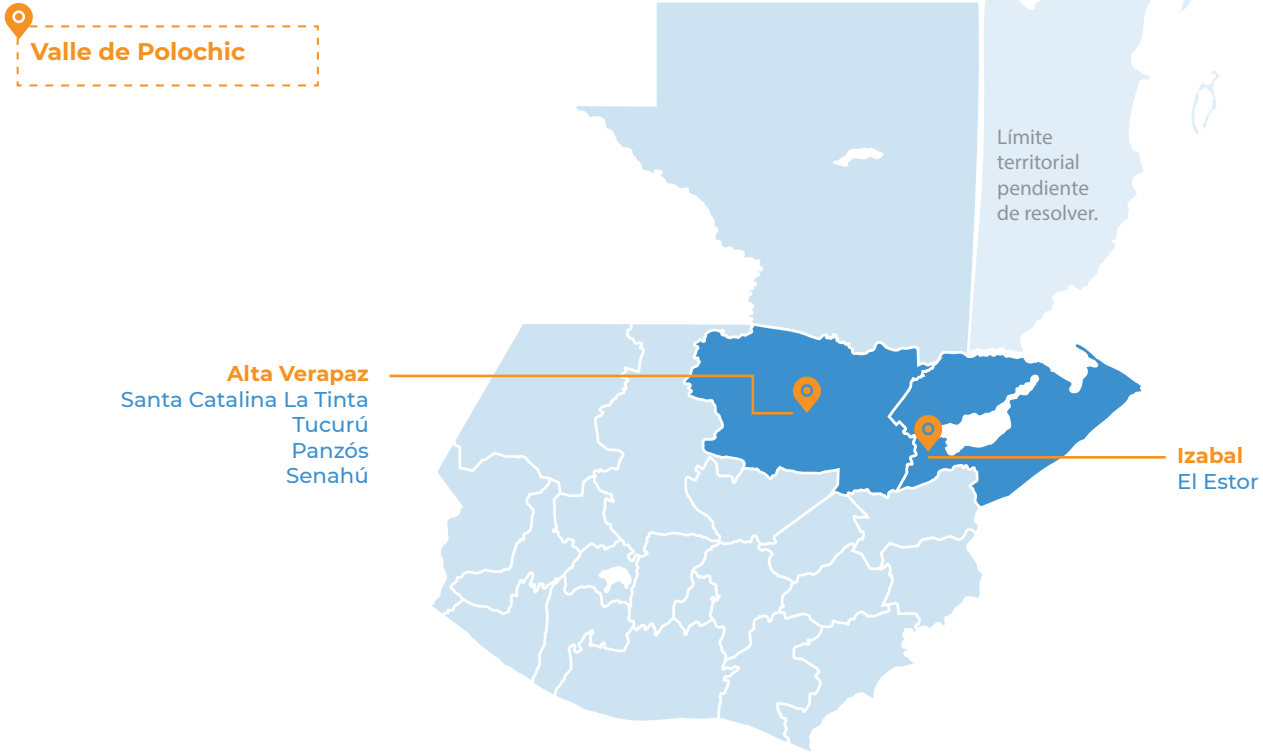 Valle de Polochic
Límite
territorial
pendiente
de resolver.
Alta Verapaz
Santa Catalina La Tinta
Tucurú
Panzós
Senahú
Izabal
El Estor